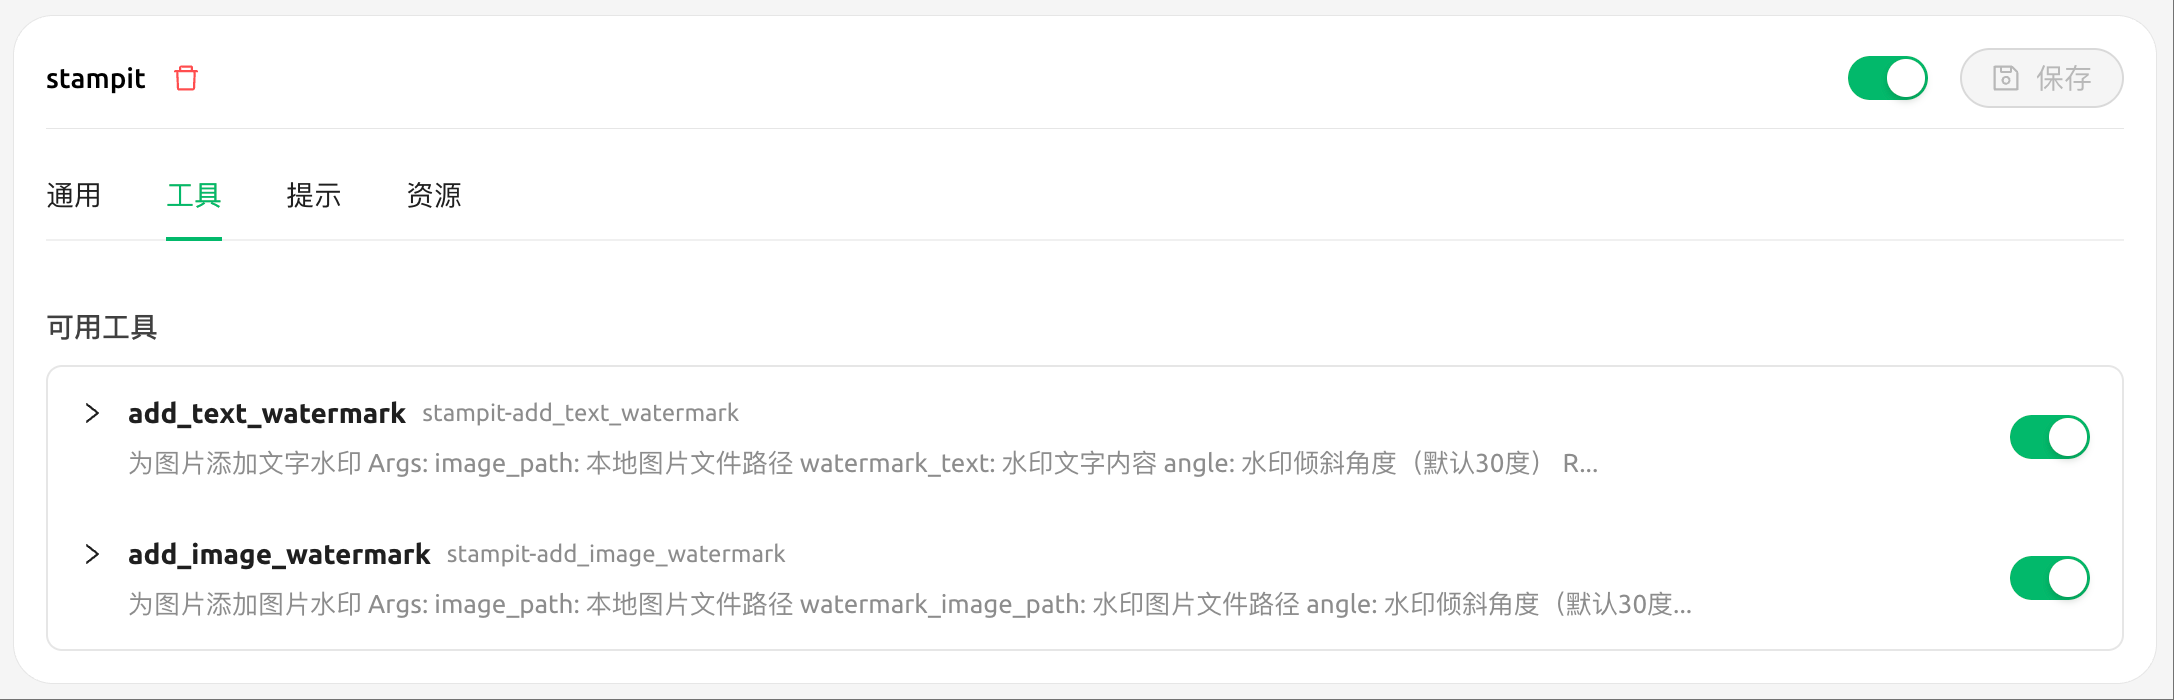 stampit
保存
通用 工具 提示 资源
可用工具
add_text_watermark stampit-add_text_watermark
为图片添加文字水印 Args: image_path: 本地图片文件路径 watermark_text: 水印文字内容 angle: 水印倾斜角度（默认30度） R...
add_image_watermark stampit-add_image_watermark
为图片添加图片水印 Args: image_path: 本地图片文件路径 watermark_image_path: 水印图片文件路径 angle: 水印倾斜角度（默认30度...